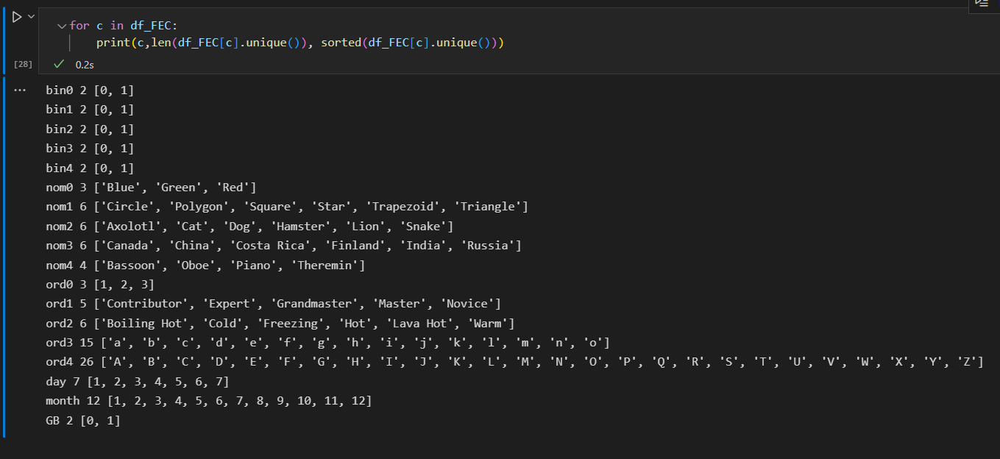 for c in df_FEC:
print(c,len(df_FEC[c].unique()), sorted(df_FEC[c].unique()))
[28]
0.2s
bin0 2 [0, 1]
bin1 2 [0, 1]
bin2 2 [0, 1]
bin3 2 [0, 1]
bin4 2 [0, 1]
nom0 3 ['Blue', 'Green', 'Red']
nom1 6 ['Circle', 'Polygon', 'Square', 'Star', 'Trapezoid', 'Triangle']
nom2 6 ['Axolotl', 'Cat', 'Dog', 'Hamster', 'Lion', 'Snake']
nom3 6 ['Canada', 'China', 'Costa Rica', 'Finland', 'India', 'Russia']
nom4 4 ['Bassoon', 'Oboe', 'Piano', 'Theremin']
ord0 3 [1, 2, 3]
ord1 5 ['Contributor', 'Expert', 'Grandmaster', 'Master', 'Novice']
ord2 6 ['Boiling Hot', 'Cold', 'Freezing', 'Hot', 'Lava Hot', 'Warm']
ord3 15 ['a', 'b', 'c', 'd', 'e', 'f', 'g', 'h', 'i', 'j', 'k', 'l', 'm', 'n', 'o']
ord4 26 ['A', 'B', 'C', 'D', 'E', 'F', 'G', 'H', 'I', 'J', 'K', 'L', 'M', 'N', 'O', 'P', 'Q', 'R', 'S', 'T', 'U', 'V', 'W', 'X', 'Y', 'Z']
day 7 [1, 2, 3, 4, 5, 6, 7]
month 12 [1, 2, 3, 4, 5, 6, 7, 8, 9, 10, 11, 12]
GB 2 [0, 1]